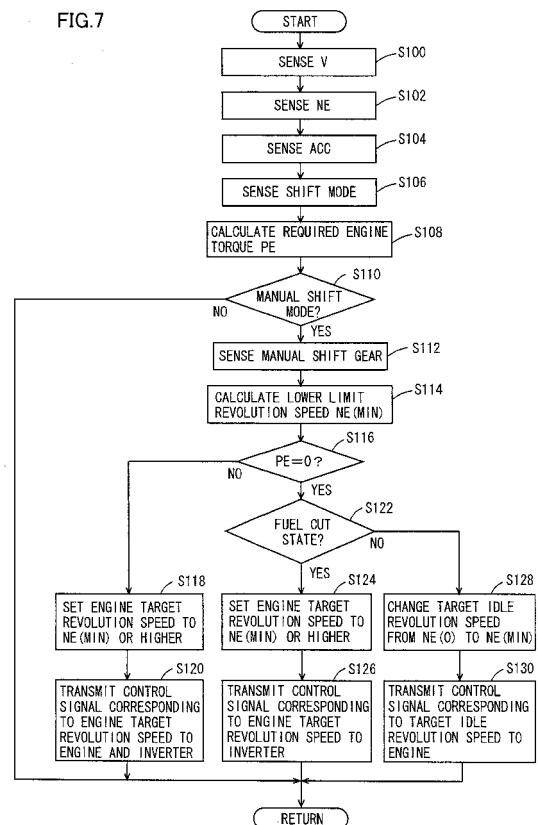 FIG.7
START
SENSE V
S100
SENSE NE
S102
SENSE ACC
S104
SENSE SHIFT MODE
S106
CALCULATE REQUIRED ENGINE
TORQUE PE
S108
MANUAL SHIFT
MODE?
S110
NO
YES
SENSE MANUAL SHIFT GEAR
S112
CALCULATE LOWER LIMIT
REVOLUTION SPEED NE(MIN)
S114
PE=0?
S116
NO
YES
FUEL CUT
STATE?
S122
NO
YES
S118
SET ENGINE TARGET
REVOLUTION SPEED TO
NE(MIN) OR HIGHER
S120
TRANSMIT CONTROL
SIGNAL CORRESPONDING
TO ENGINE TARGET
REVOLUTION SPEED TO
ENGINE AND INVERTER
S124
SET ENGINE TARGET
REVOLUTION SPEED TO
NE(MIN) OR HIGHER
S126
TRANSMIT CONTROL
SIGNAL CORRESPONDING
TO ENGINE TARGET
REVOLUTION SPEED TO
INVERTER
S128
CHANGE TARGET IDLE
REVOLUTION SPEED
FROM NE(0) TO NE(MIN)
S130
TRANSMIT CONTROL
SIGNAL CORRESPONDING
TO TARGET IDLE
REVOLUTION SPEED TO
ENGINE
RETURN